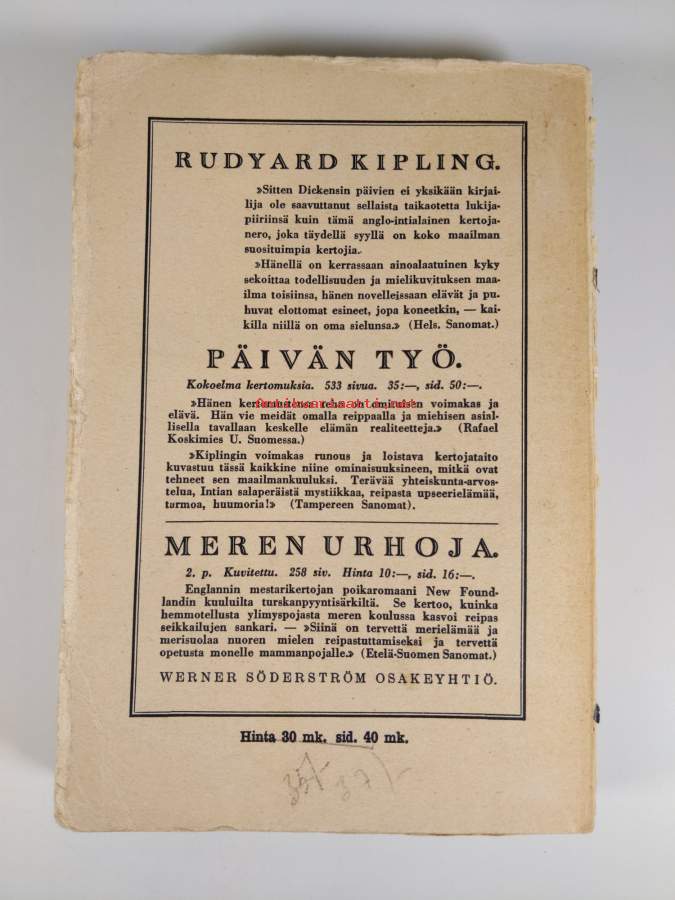 RUDYARD KIPLING.
»Sitten Dickensin päivien ei yksikään kirjai-
lija ole saavuttanut sellaista taikaotetta lukija-
piiriinsä kuin tämä anglo-intialainen kertoja-
nero, joka täydellä syyllä on koko maailman
suosituimpia kertojia.
»Hänellä on kerrassaan ainoalaatuinen kyky
sekoittaa todellisuuden ja mielikuvituksen maa-
ilma toisiinsa, hänen novelleissaan elävät ja pu-
huvat elottomat esineet, jopa koneetkin, — kai-
killa niillä on oma sielunsa.» (Hels. Sanomat.)
PÄIVÄN TYÖ.
Kokoelma kertomuksia. 533 sivua. 35:—, sid. 50:—.
Antikvariaatti.net
»Hänen kertomuksensa teho on omituisen voimakas ja
elävä. Hän vie meidät omalla reippaalla ja miehisen asial-
lisella tavallaan keskelle elämän realiteetteja.» (Rafael
Koskimies U. Suomessa.)
»Kiplingin voimakas runous ja loistava kertojataito
kuvastuu tässä kaikkine niine ominaisuuksineen, mitkä ovat
tehneet sen maailmankuuluksi. Terävää yhteiskunta-arvos-
telua, Intian salaperäistä mystiikkaa, reipasta upseerielämää,
tarmoa, huumoria!» (Tampereen Sanomat).
MEREN URHOJA.
2. p. Kuvitettu. 258 siv. Hinta 10:—, sid. 16:—.
Englannin mestarikertojan poikaromaani New Found-
landin kuuluilta turskanpyyntisärkiltä. Se kertoo, kuinka
hemmotellusta ylimyspojasta meren koulussa kasvoi reipas
seikkailujen sankari. — »Siinä on tervettä merielämää ja
merisuolaa nuoren mielen reipastuttamiseksi ja tervettä
opetusta monelle mammanpojalle.» (Etelä-Suomen Sanomat.)
WERNER SÖDERSTRÖM OSAKEYHTIÖ.
Hinta 30 mk. sid. 40 mk.
37/-